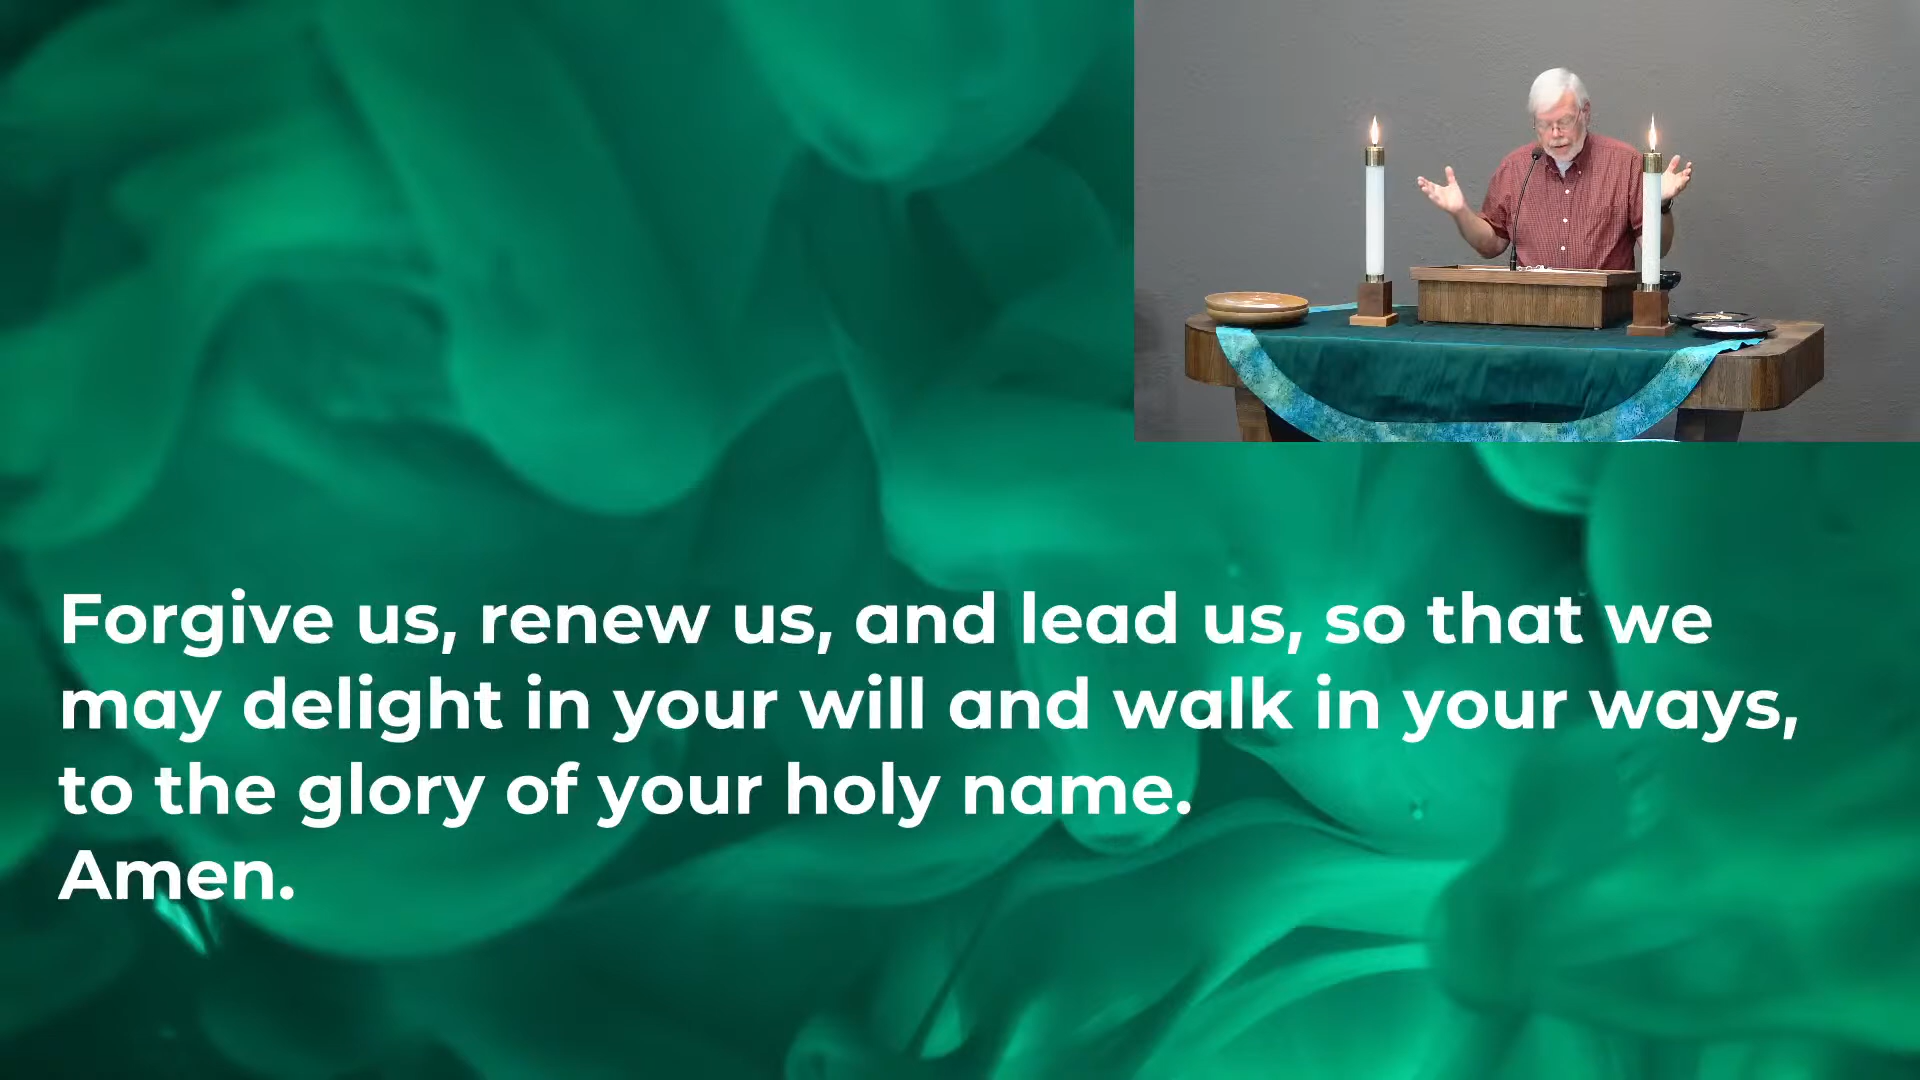 Forgive us, renew us, and lead us, so that we
may delight in your will and walk in your ways,
to the glory of your holy name.
Amen.